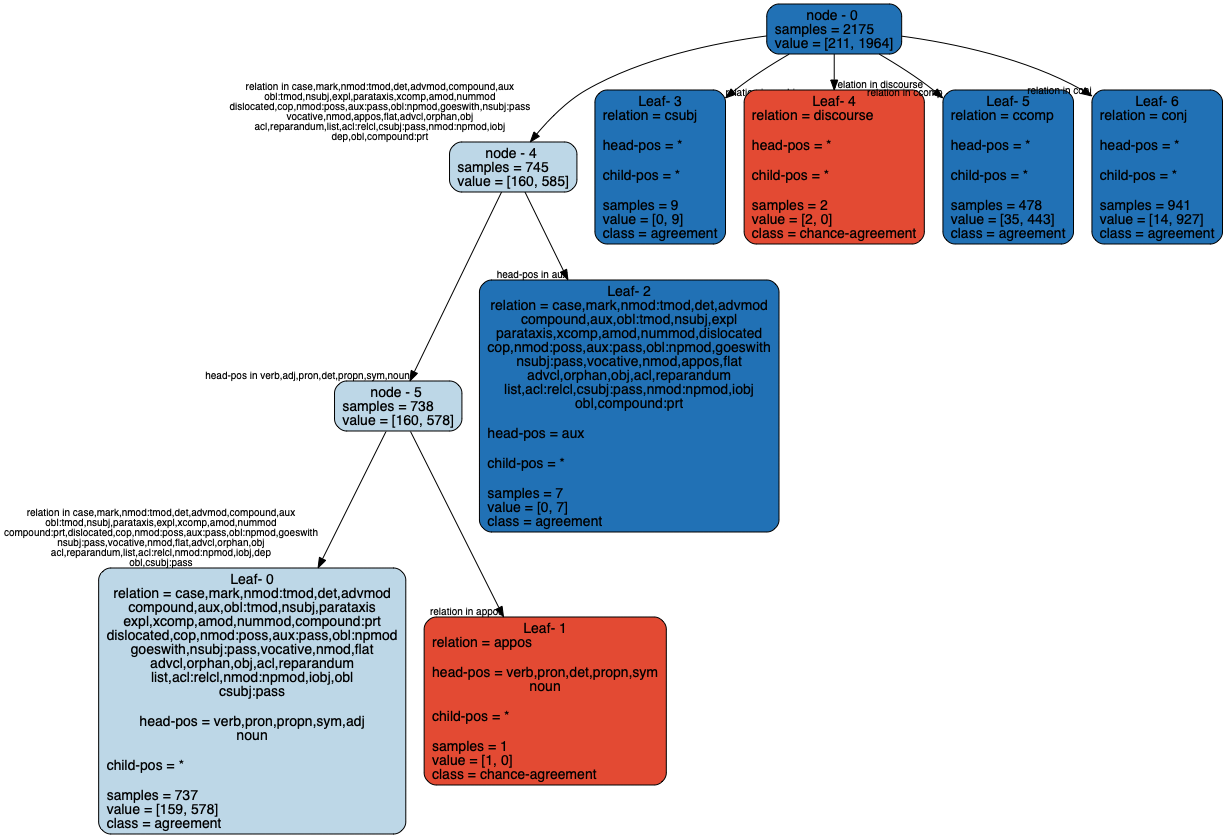 node - 0
samples = 2175
value = [211, 1964]
relation in case,mark,nmod:tmod,det,advmod,compound,aux
obl:tmod,nsubj,expl,parataxis,xcomp,amod,nummod
dislocated,cop,nmod:poss,aux:pass,obl:npmod,goeswith,nsubj:pass
vocative,nmod,appos,flat,advcl,orphan,obj
acl,reparandum,list,acl:relcl,csubj:pass,nmod:npmod,iobj
dep,obl,compound:prt
relation in
relation in discourse
relation in ccomp
relation in conj
Leaf- 3
relation = csubj
head-pos = *
child-pos = *
samples = 9
value = [0, 9]
class = agreement
Leaf- 4
relation = discourse
head-pos = *
child-pos = *
samples = 2
value = [2, 0]
class = chance-agreement
Leaf- 5
relation = ccomp
head-pos = *
child-pos = *
samples = 478
value = [35, 443]
class = agreement
Leaf- 6
relation = conj
head-pos = *
child-pos = *
samples = 941
value = [14, 927]
class = agreement
node - 4
samples = 745
value = [160, 585]
head-pos in aux
Leaf- 2
relation = case,mark,nmod:tmod,det,advmod
compound,aux,obl:tmod,nsubj,expl
parataxis,xcomp,amod,nummod,dislocated
cop,nmod:poss,aux:pass,obl:npmod,goeswith
nsubj:pass,vocative,nmod,appos,flat
advcl,orphan,obj,acl,reparandum
list,acl:relcl,csubj:pass,nmod:npmod,iobj
obl,compound:prt
head-pos = aux
child-pos = *
samples = 7
value = [0, 7]
class = agreement
head-pos in verb,adj,pron,det,propn,sym,noun
node - 5
samples = 738
value = [160, 578]
relation in case,mark,nmod:tmod,det,advmod,compound,aux
obl:tmod,nsubj,parataxis,expl,xcomp,amod,nummod
compound:prt,dislocated,cop,nmod:poss,aux:pass,obl:npmod,goeswith
nsubj:pass,vocative,nmod,flat,advcl,orphan,obj
acl,reparandum,list,acl:relcl,nmod:npmod,iobj,dep
obl,csubj:pass
Leaf- 0
relation = case,mark,nmod:tmod,det,advmod
compound,aux,obl:tmod,nsubj,parataxis
expl,xcomp,amod,nummod,compound:prt
dislocated,cop,nmod:poss,aux:pass,obl:npmod
goeswith,nsubj:pass,vocative,nmod,flat
advcl,orphan,obj,acl,reparandum
list,acl:relcl,nmod:npmod,iobj,obl
csubj:pass
head-pos = verb,pron,propn,sym,adj
noun
child-pos = *
samples = 737
value = [159, 578]
class = agreement
relation in appos
Leaf- 1
relation = appos
head-pos = verb,pron,det,propn,sym
noun
child-pos = *
samples = 1
value = [1, 0]
class = chance-agreement